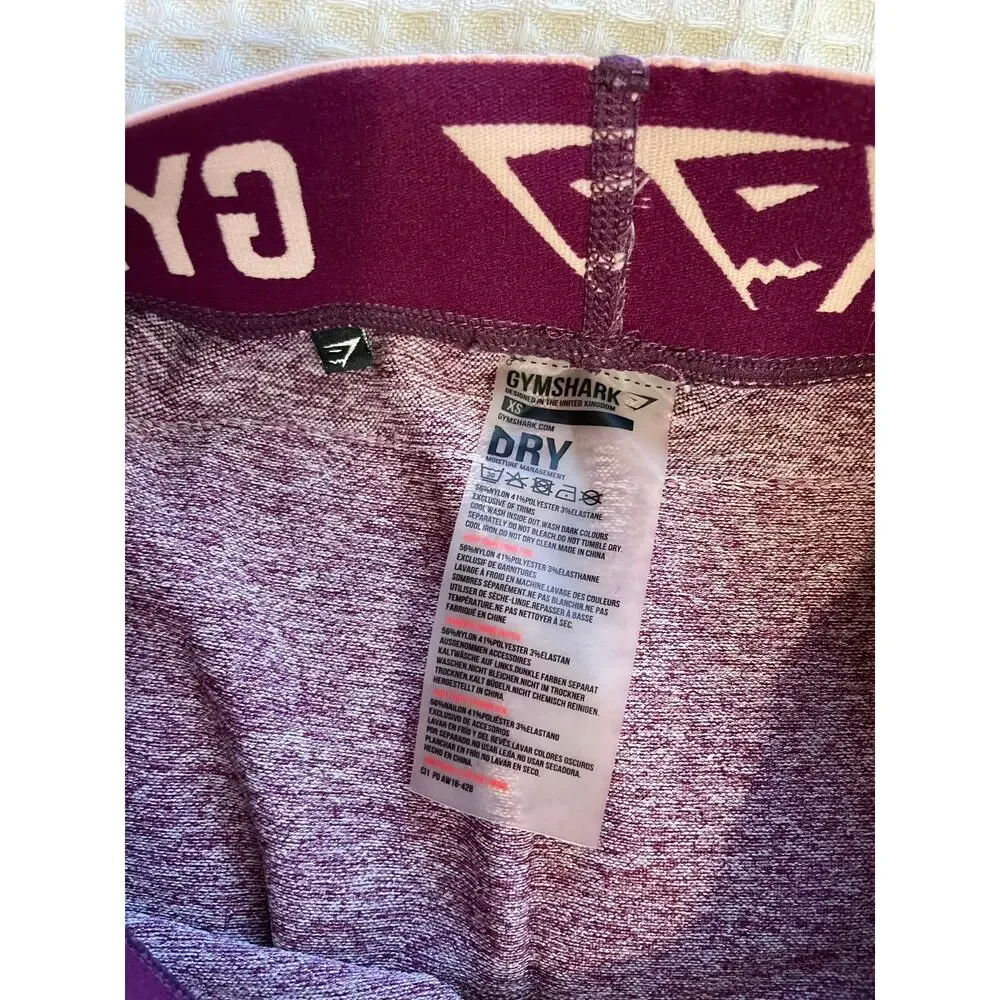 GY
GYMSHARK
DESIGNED IN THE UNITED KINGDOM
XS
GYMSHARK.COM
DRY
MOISTURE MANAGEMENT
30
56%NYLON 41%POLYESTER 3%ELASTANE
EXCLUSIVE OF TRIMS
COOL WASH INSIDE OUT.WASH DARK COLOURS
SEPARATELY DO NOT BLEACH.DO NOT TUMBLE DRY.
COOL IRON.DO NOT DRY CLEAN.MADE IN CHINA
56%NYLON 41%POLYESTER 3%ELASTHANNE
EXCLUSIF DE GARNITURES
LAVAGE À FROID EN MACHINE.LAVAGE DES COULEURS
SOMBRES SÉPARÉMENT.NE PAS BLANCHIR.NE PAS
UTILISER DE SÈCHE-LINGE.REPASSER À BASSE
TEMPÉRATURE.NE PAS NETTOYER À SEC.
FABRIQUÉ EN CHINE
56%NYLON 41%POLYESTER 3%ELASTAN
AUSGENOMMEN ACCESSOIRES
KALTWÄSCHE AUF LINKS.DUNKLE FARBEN SEPARAT
WASCHEN.NICHT BLEICHEN.NICHT IM TROCKNER
TROCKNEN.KALT BÜGELN.NICHT CHEMISCH REINIGEN.
HERGESTELLT IN CHINA
56%NAILON 41%POLIÉSTER 3%ELASTANO
EXCLUSIVO DE ACCESORIOS
LAVAR EN FRÍO Y DEL REVÉS.LAVAR COLORES OSCUROS
POR SEPARADO.NO USAR LEJÍA.NO USAR SECADORA.
PLANCHAR EN FRÍO.NO LAVAR EN SECO.
HECHO EN CHINA.
CI1 PO AW16-42B